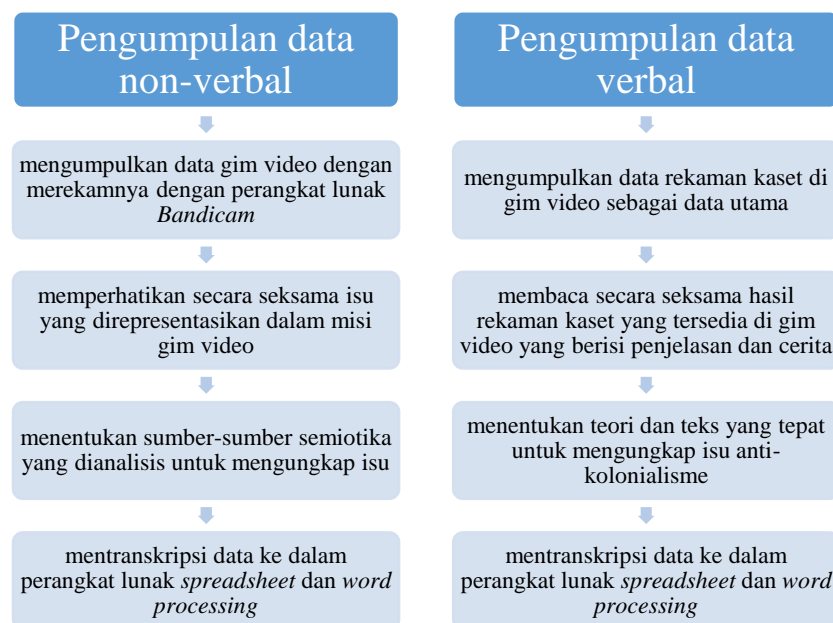 Pengumpulan data
non-verbal
mengumpulkan data gim video dengan
merekamnya dengan perangkat lunak
Bandicam
memperhatikan secara seksama isu
yang direpresentasikan dalam misi
gim video
menentukan sumber-sumber semiotika
yang dianalisis untuk mengungkap isu
mentranskripsi data ke dalam
perangkat lunak spreadsheet dan word
processing
Pengumpulan data
verbal
mengumpulkan data rekaman kaset di
gim video sebagai data utama
membaca secara seksama hasil
rekaman kaset yang tersedia di gim
video yang berisi penjelasan dan cerita
menentukan teori dan teks yang tepat
untuk mengungkap isu anti-
kolonialisme
mentranskripsi data ke dalam
perangkat lunak spreadsheet dan word
processing